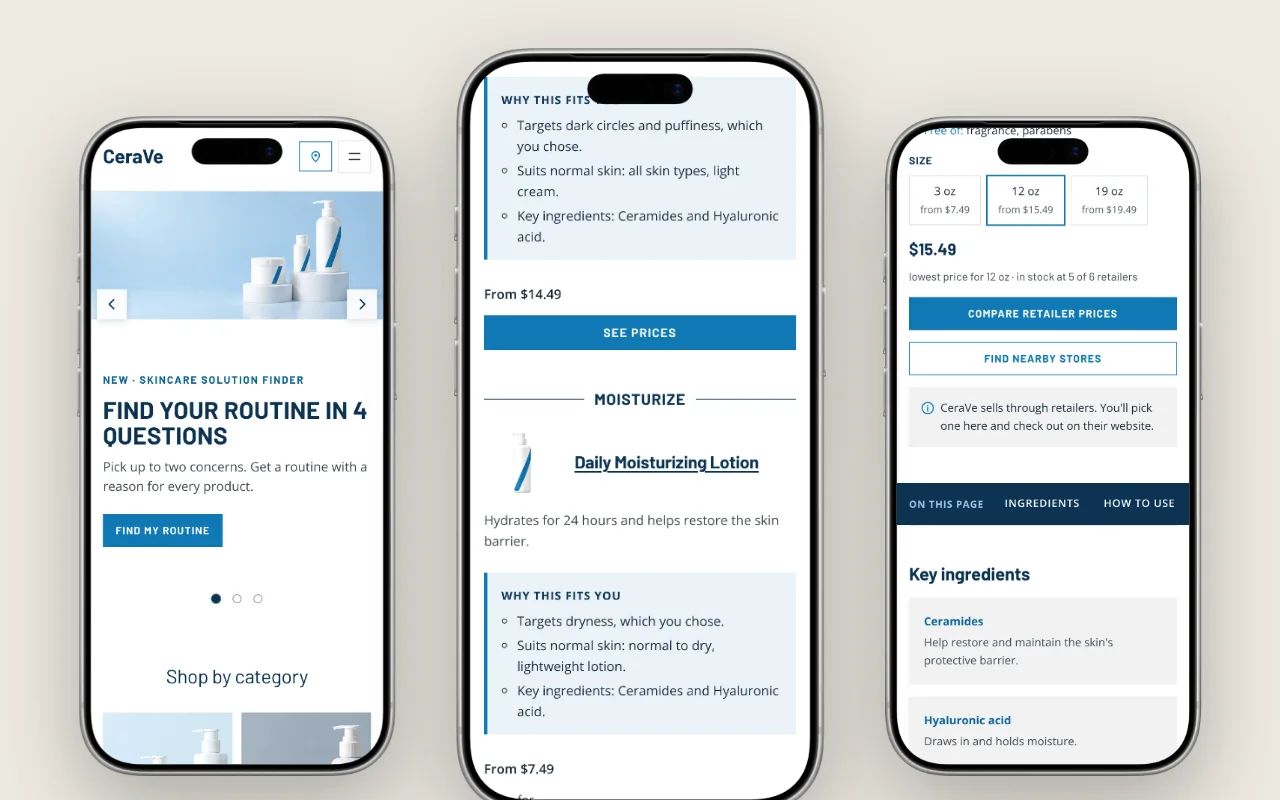 CeraVe
NEW · SKINCARE SOLUTION FINDER
FIND YOUR ROUTINE IN 4
QUESTIONS
Pick up to two concerns. Get a routine with a
reason for every product.
FIND MY ROUTINE
Shop by category
WHY THIS FITS
Targets dark circles and puffiness, which
you chose.
Suits normal skin: all skin types, light
cream.
Key ingredients: Ceramides and Hyaluronic
acid.
From $14.49
SEE PRICES
MOISTURIZE
Daily Moisturizing Lotion
Hydrates for 24 hours and helps restore the skin
barrier.
WHY THIS FITS YOU
Targets dryness, which you chose.
Suits normal skin: normal to dry,
lightweight lotion.
Key ingredients: Ceramides and Hyaluronic
acid.
From $7.49
Free of: fragrance, parabens
SIZE
3 oz 12 oz 19 oz
from $7.49 from $15.49 from $19.49
$15.49
lowest price for 12 oz · in stock at 5 of 6 retailers
COMPARE RETAILER PRICES
FIND NEARBY STORES
CeraVe sells through retailers. You'll pick
one here and check out on their website.
ON THIS PAGE INGREDIENTS HOW TO USE
Key ingredients
Ceramides
Help restore and maintain the skin's
protective barrier.
Hyaluronic acid
Draws in and holds moisture.